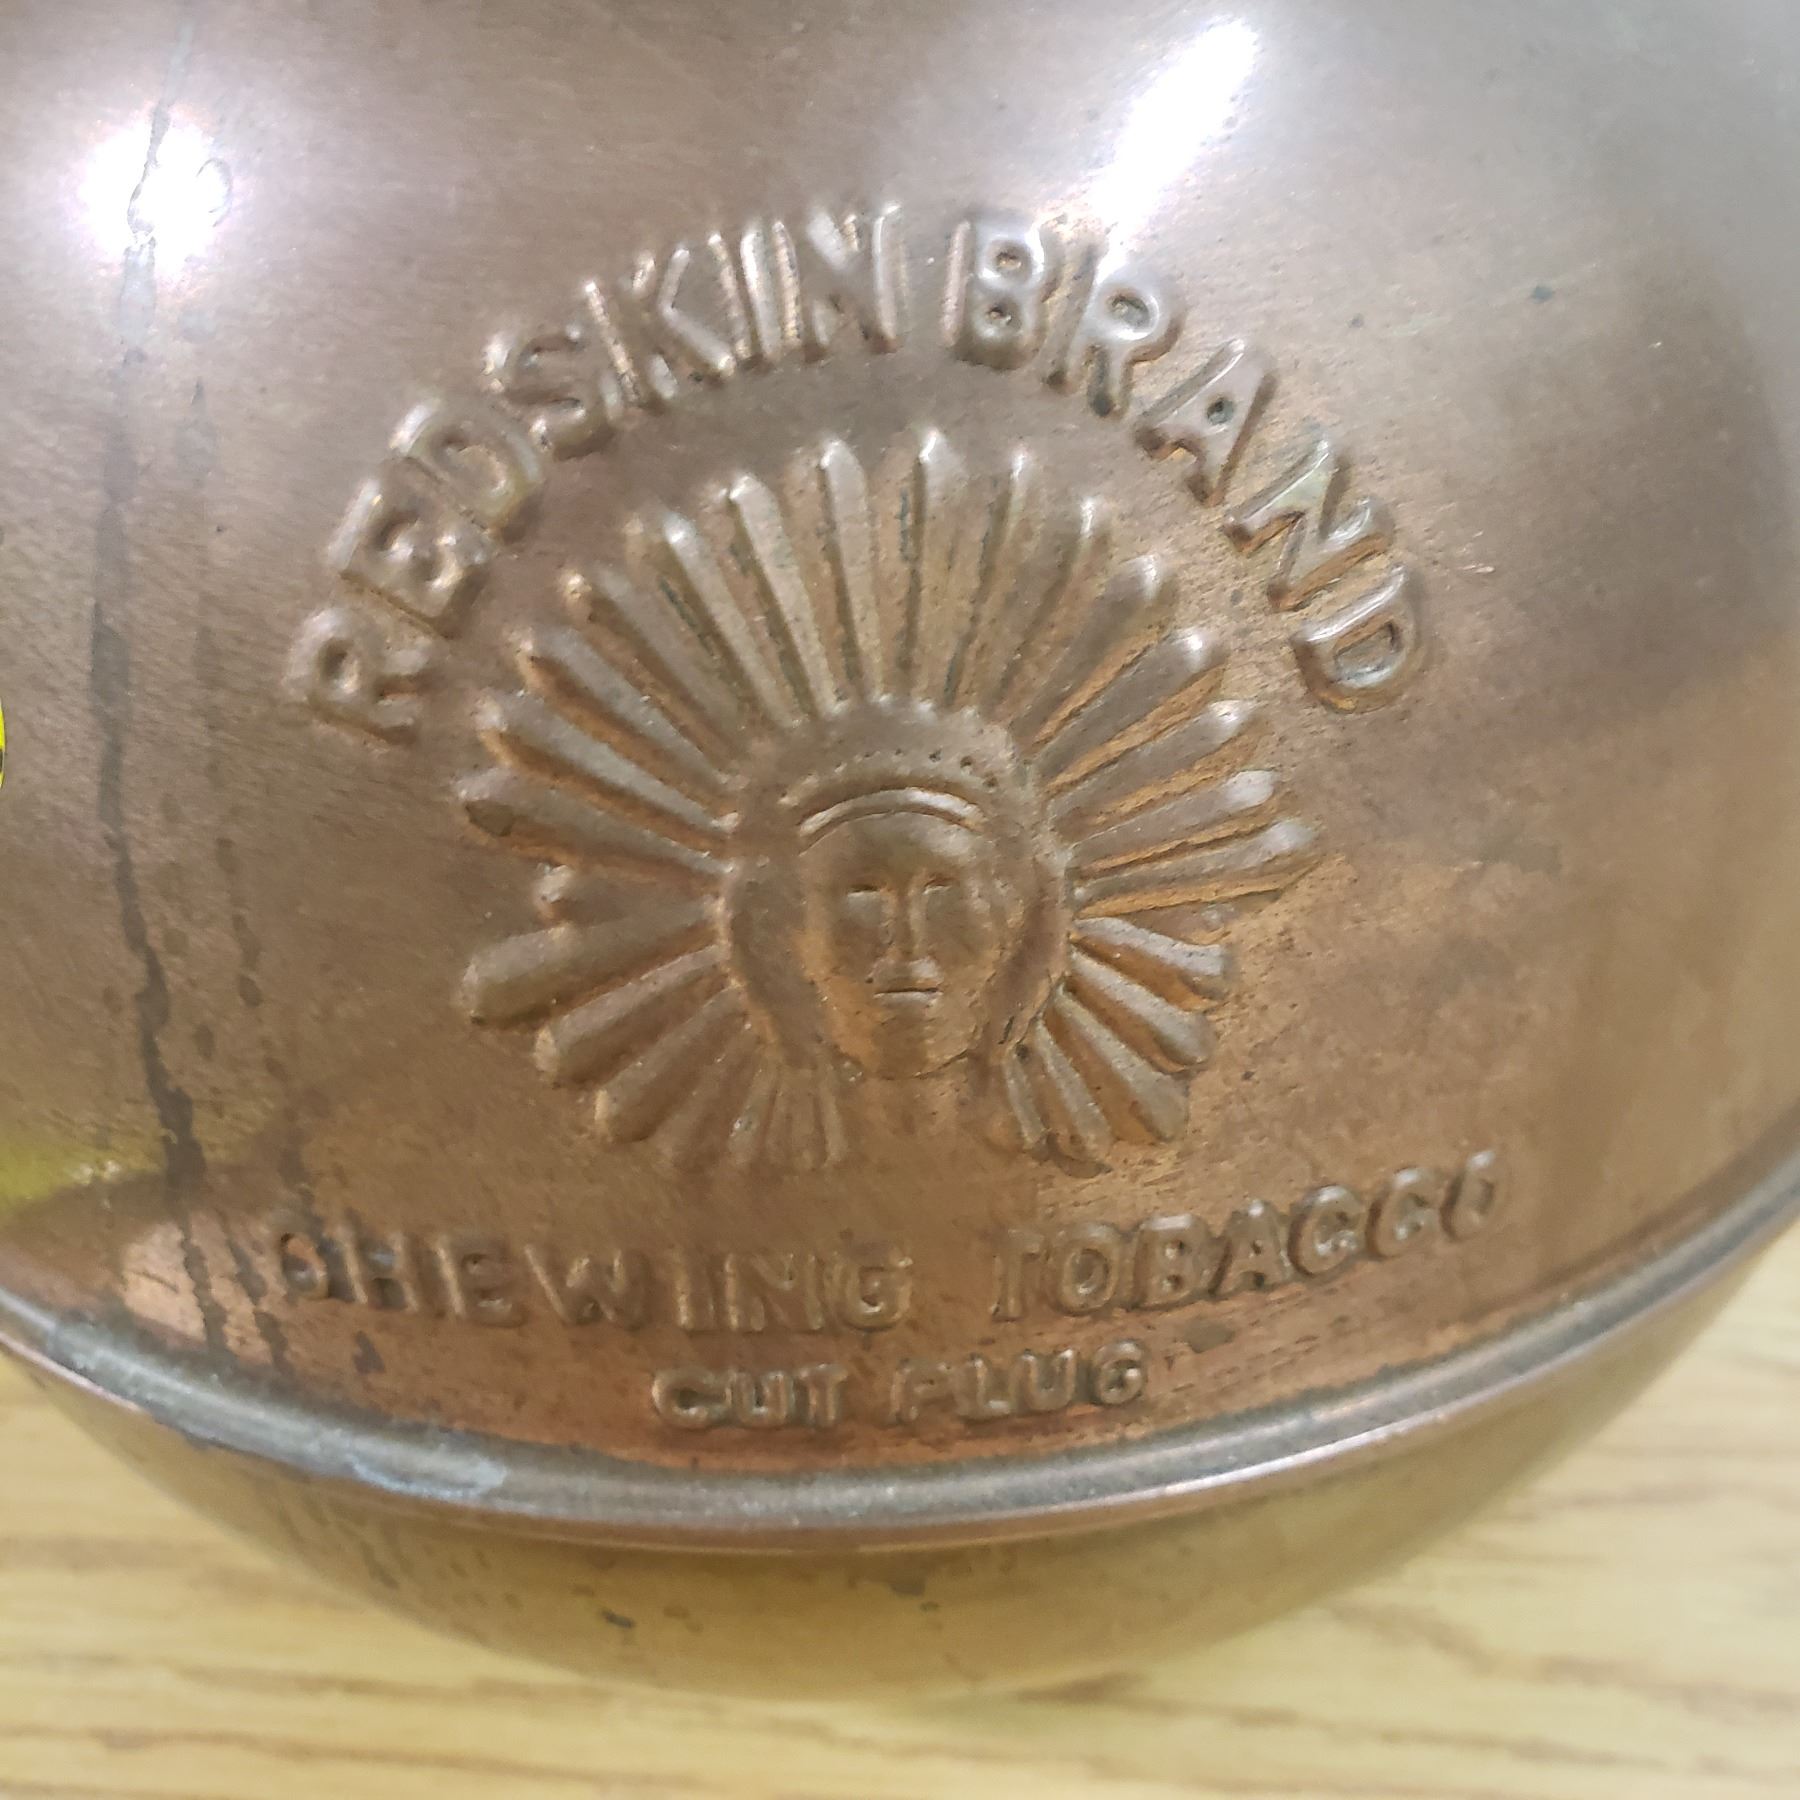 REDSKIN BRAND
CHEWING TOBACCO
CUT PLUG